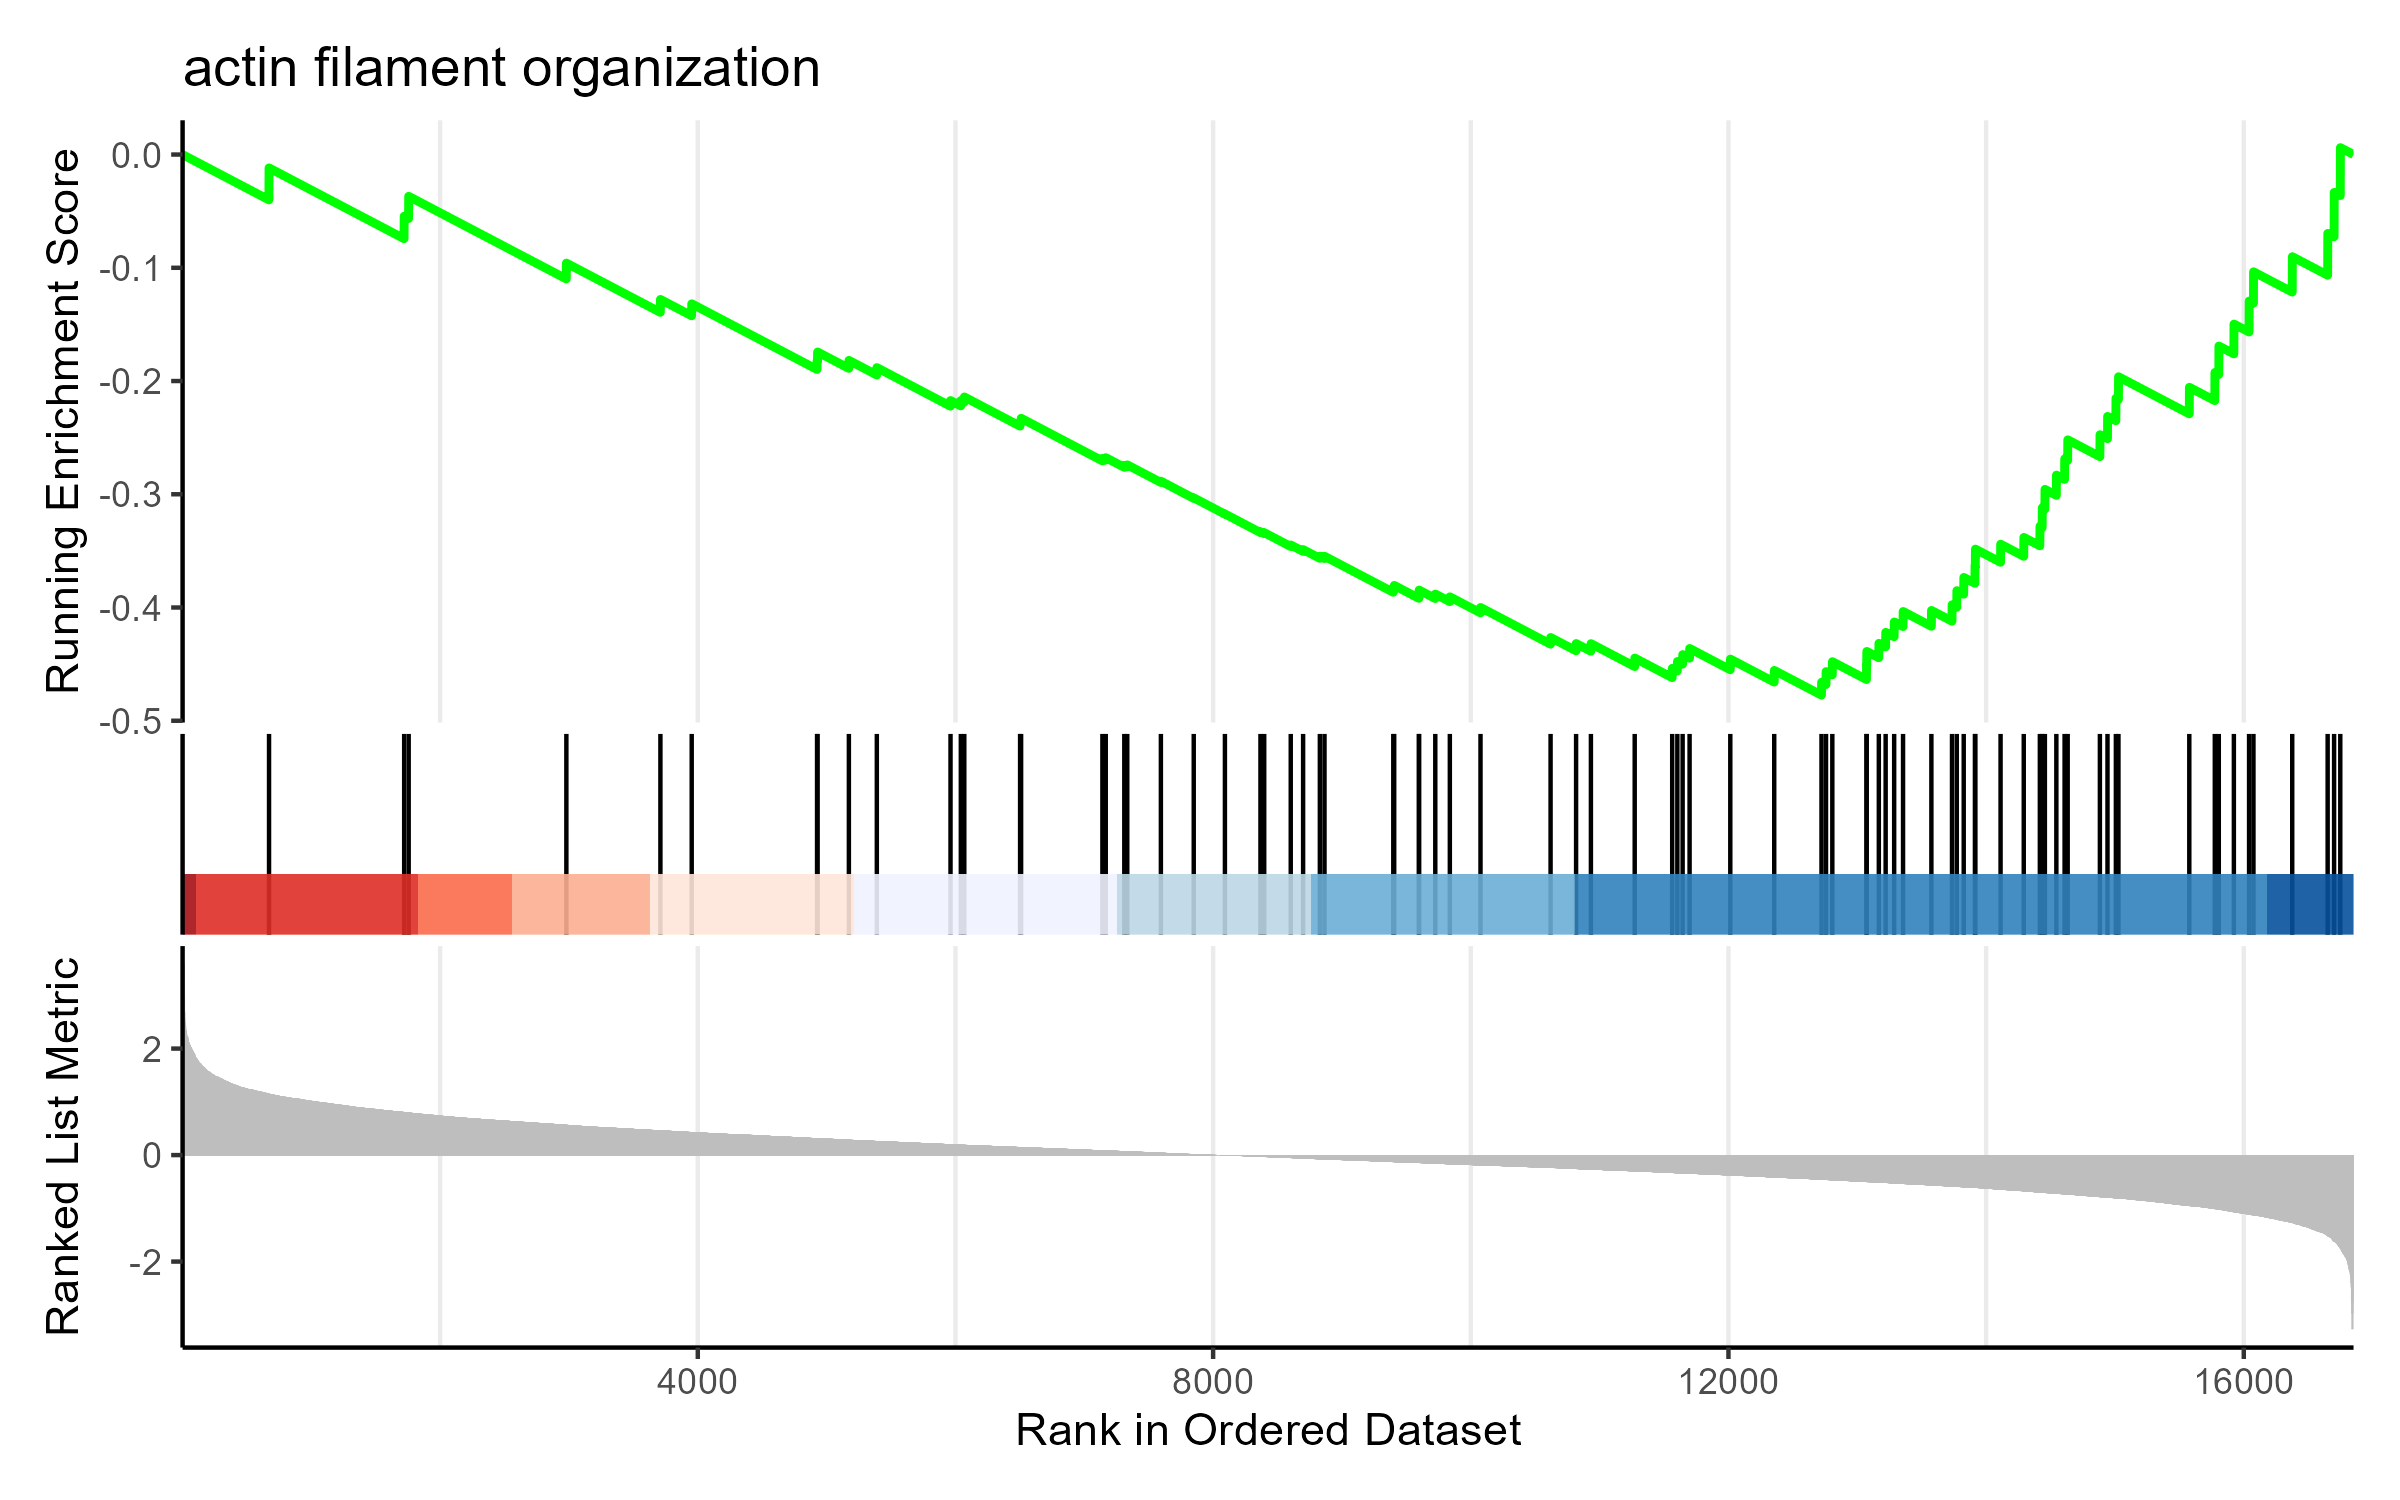 actin filament organization
Running Enrichment Score
0.0
-0.1
-0.2
-0.3
-0.4
-0.5
Ranked List Metric
2
0
-2
4000 8000 12000 16000
Rank in Ordered Dataset